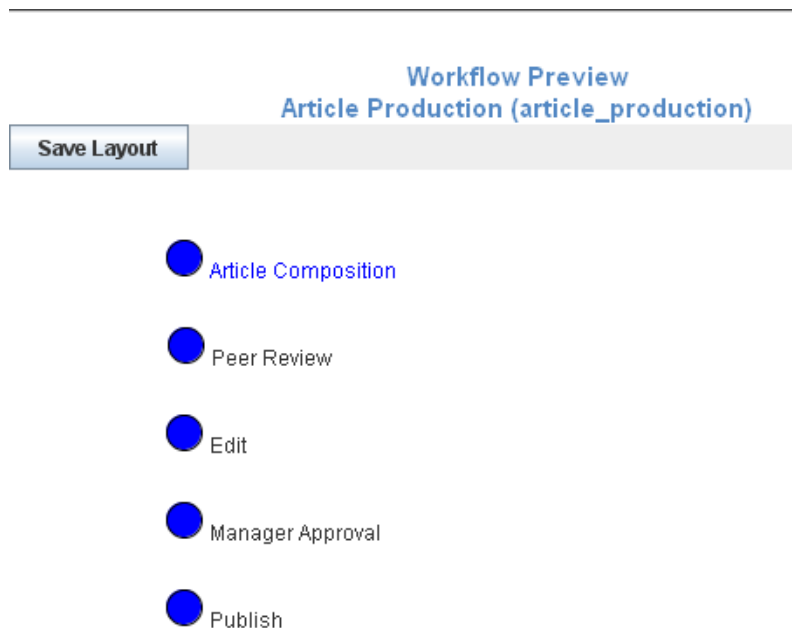 Workflow Preview
Article Production (article_production)
Save Layout
Article Composition
Peer Review
Edit
Manager Approval
Publish